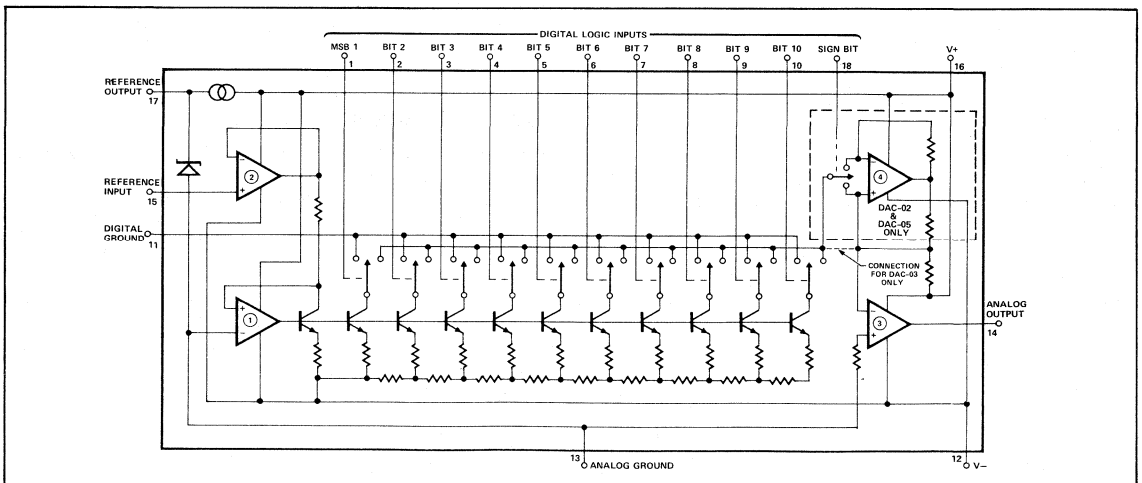 DIGITAL LOGIC INPUTS
MSB 1 BIT 2 BIT 3 BIT 4 BIT 5 BIT 6 BIT 7 BIT 8 BIT 9 BIT 10 SIGN BIT V+
1 2 3 4 5 6 7 8 9 10 18 16
REFERENCE
OUTPUT
17
2
−
+
REFERENCE
INPUT
15
−
+
4
DAC-02
&
DAC-05
ONLY
DIGITAL
GROUND
11
CONNECTION
FOR DAC-03
ONLY
+
−
1
−
+
3
ANALOG
OUTPUT
14
13
ANALOG GROUND
12
V−